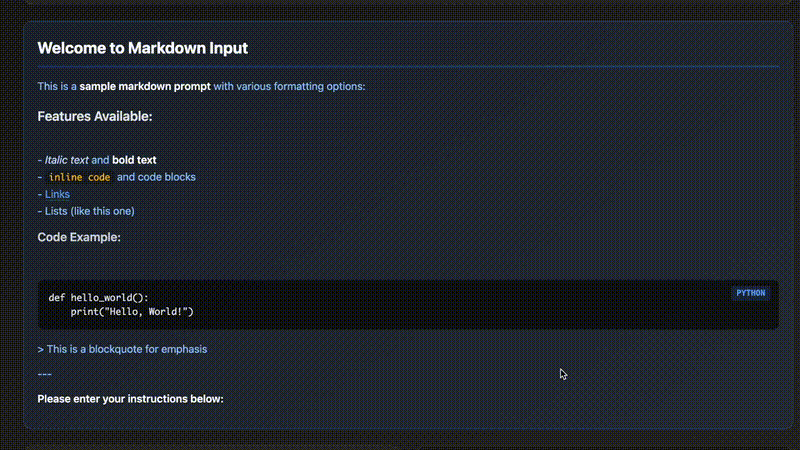 Welcome to Markdown Input
This is a sample markdown prompt with various formatting options:
Features Available:
- Italic text and bold text
- inline code and code blocks
- Links
- Lists (like this one)
Code Example:
PYTHON
def hello_world():
    print("Hello, World!")
> This is a blockquote for emphasis
---
Please enter your instructions below: